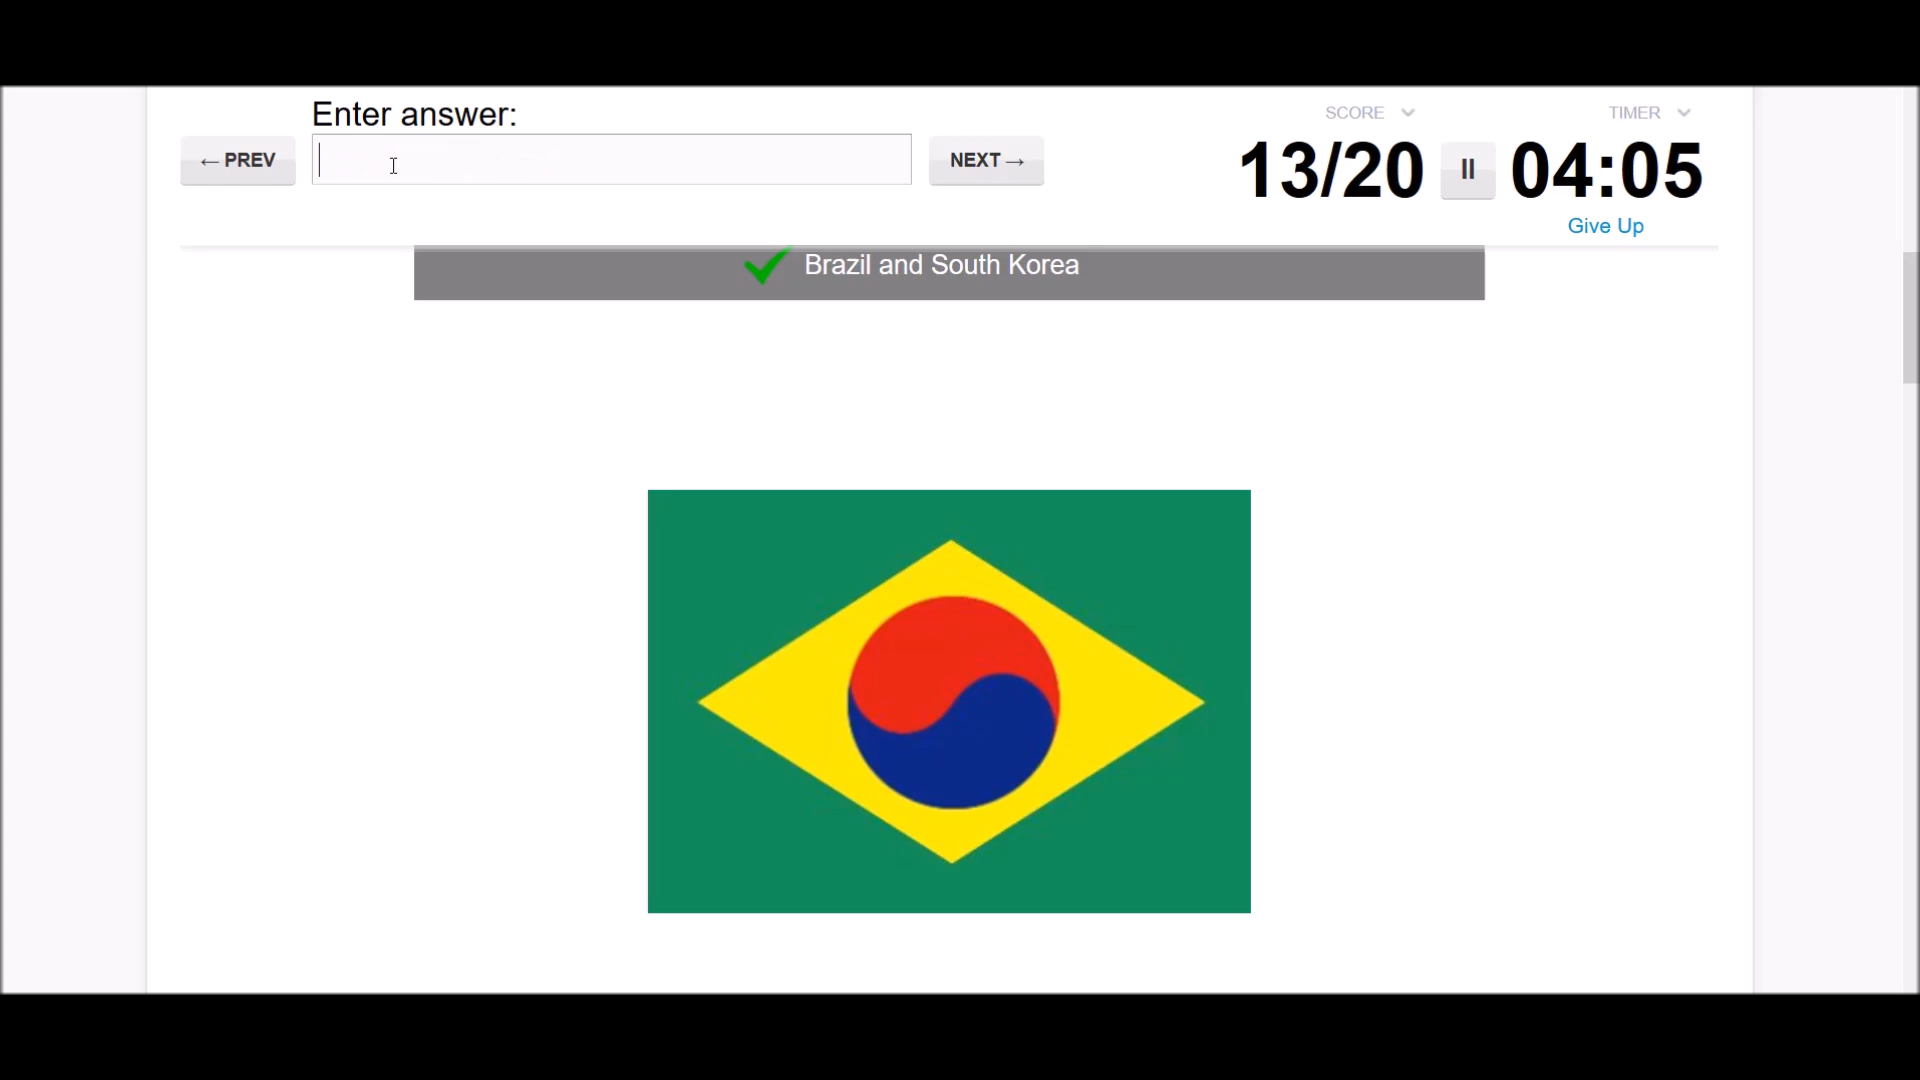 Enter answer:
← PREV
NEXT →
SCORE
13/20
TIMER
04:05
Give Up
Brazil and South Korea